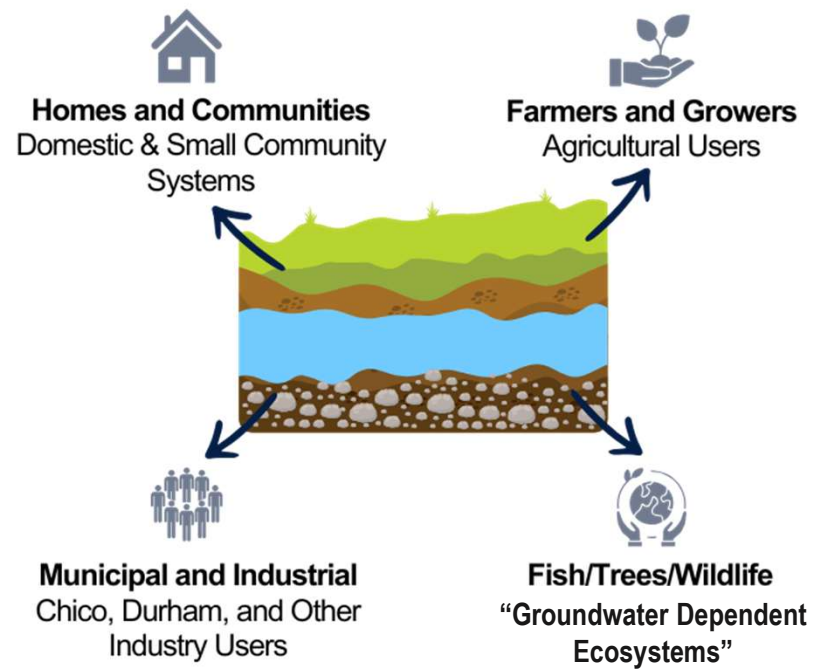 Homes and Communities
Domestic & Small Community
Systems
Farmers and Growers
Agricultural Users
Municipal and Industrial
Chico, Durham, and Other
Industry Users
Fish/Trees/Wildlife
“Groundwater Dependent
Ecosystems”